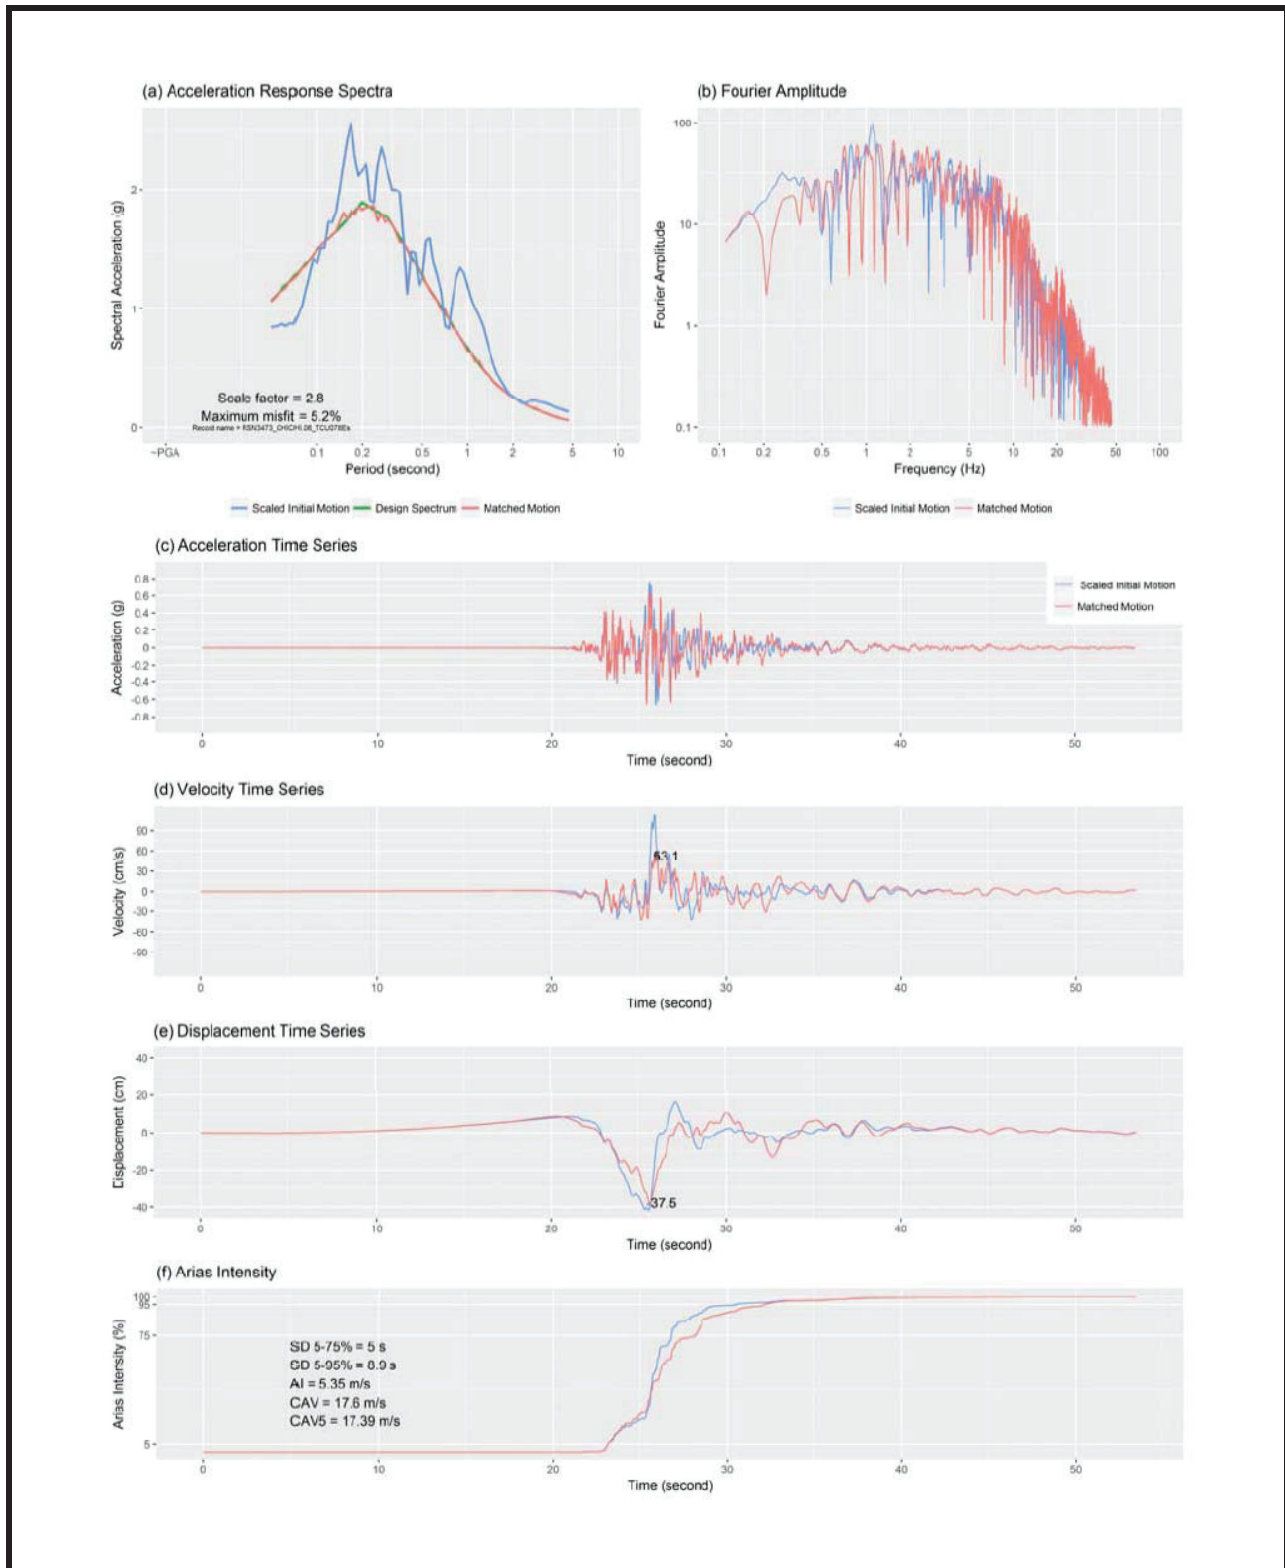 (a) Acceleration Response Spectra
Spectral Acceleration (g)
2
1
0
Scale factor = 2.8
Maximum misfit = 5.2%
~PGA
0.1
0.2
0.5
1
2
5
10
Period (second)
Scaled Initial Motion
Design Spectrum
Matched Motion
(b) Fourier Amplitude
Fourier Amplitude
100
10
1
0.1
0.1
0.2
0.5
1
2
5
10
20
50
100
Frequency (Hz)
Scaled Initial Motion
Matched Motion
(c) Acceleration Time Series
Acceleration (g)
0.8
0.6
0.4
0.2
0
-0.2
-0.4
-0.6
-0.8
Scaled Initial Motion
Matched Motion
0
10
20
30
40
50
Time (second)
(d) Velocity Time Series
Velocity (cm/s)
90
60
30
0
-30
-60
-90
53.1
0
10
20
30
40
50
Time (second)
(e) Displacement Time Series
Displacement (cm)
40
20
0
-20
-40
37.5
0
10
20
30
40
50
Time (second)
(f) Arias Intensity
Arias Intensity (%)
100
95
75
5
SD 5-75% = 5 s
SD 5-95% = 8.9 s
AI = 5.35 m/s
CAV = 17.6 m/s
CAV5 = 17.39 m/s
0
10
20
30
40
50
Time (second)